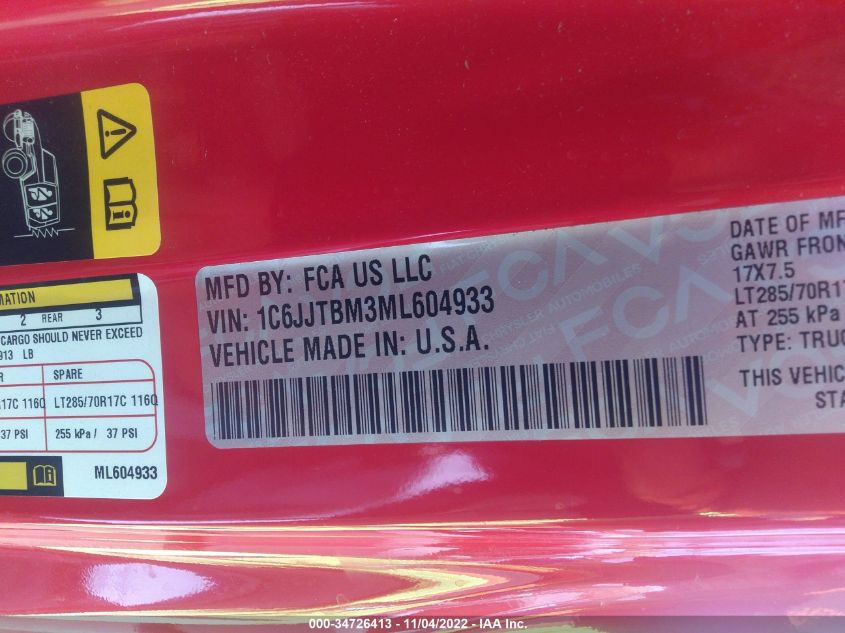 MATION
2 REAR 3
CARGO SHOULD NEVER EXCEED
913 LB
R SPARE
R17C 116Q LT285/70R17C 116Q
37 PSI 255 kPa / 37 PSI
ML604933
MFD BY: FCA US LLC
VIN: 1C6JJTBM3ML604933
VEHICLE MADE IN: U.S.A.
DATE OF MF
GAWR FRON
17X7.5
LT285/70R17
AT 255 kPa
TYPE: TRUC
THIS VEHIC
STA
000-34726413 - 11/04/2022 - IAA Inc.